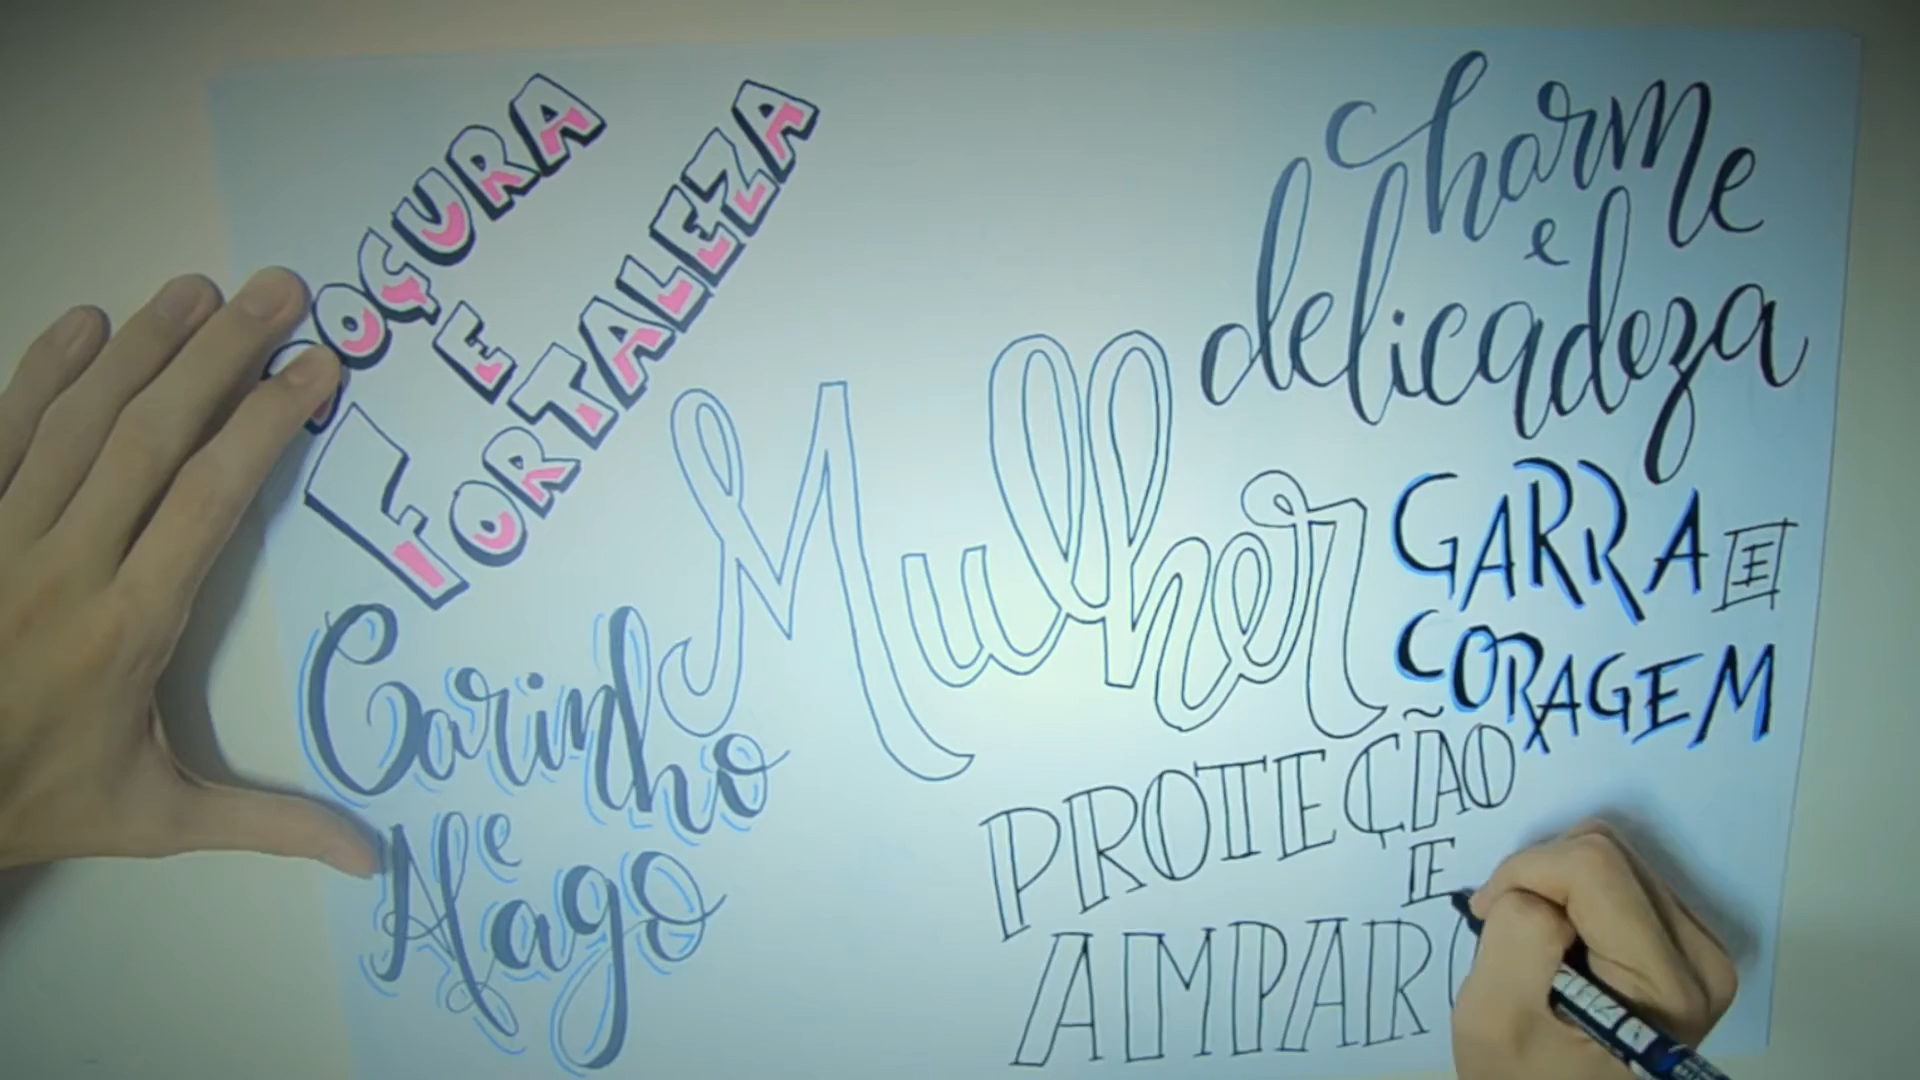 DOÇURA
E
FORTALEZA
charme
e
delicadeza
Mulher
GARRA E
CORAGEM
Carinho
e
Afago
PROTEÇÃO
E
AMPARO